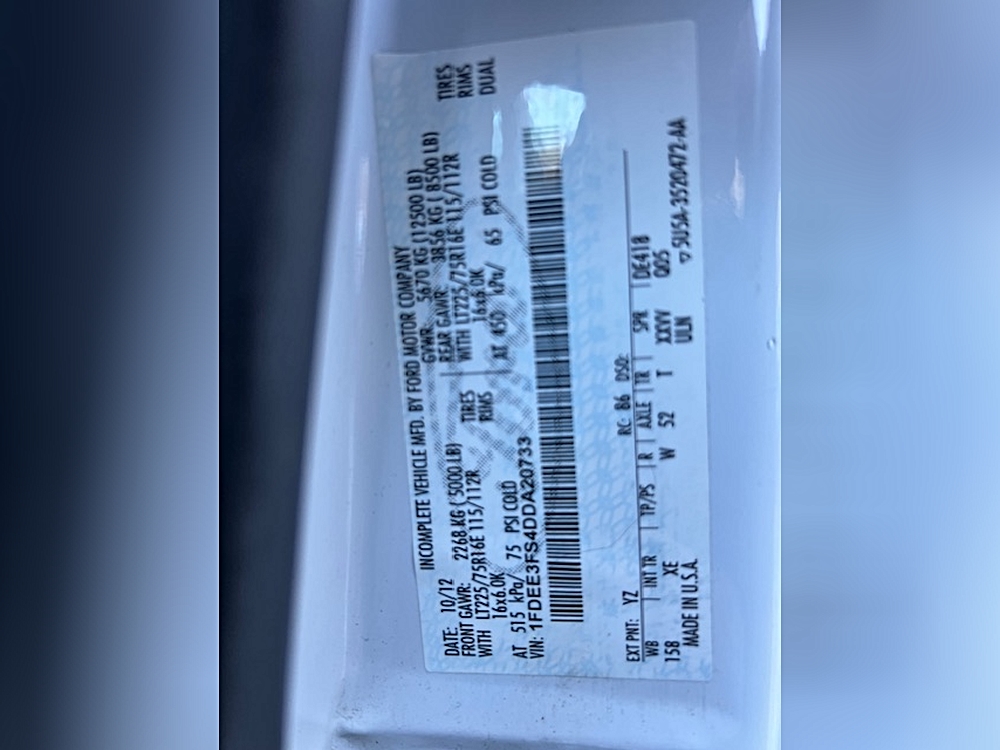 INCOMPLETE VEHICLE MFD. BY FORD MOTOR COMPANY
DATE: 10/12 GVWR: 5670 KG (12500 LB)
FRONT GAWR: 2268 KG (5000 LB) REAR GAWR: 3856 KG (8500 LB)
WITH LT225/75R16E 115/112R TIRES WITH LT225/75R16E 115/112R TIRES
16x6.0K RIMS 16x6.0K RIMS
AT 515 kPa/ 75 PSI COLD AT 450 kPa/ 65 PSI COLD DUAL
VIN: 1FDEE3FS4DDA20733
EXT PNT: YZ RC: 86 DSO:
WB INT TR TP/PS R AXLE TR SPR DE410
158 XE W 52 T XXVV Q05
MADE IN U.S.A. ULN
5U5A-3520472-AA